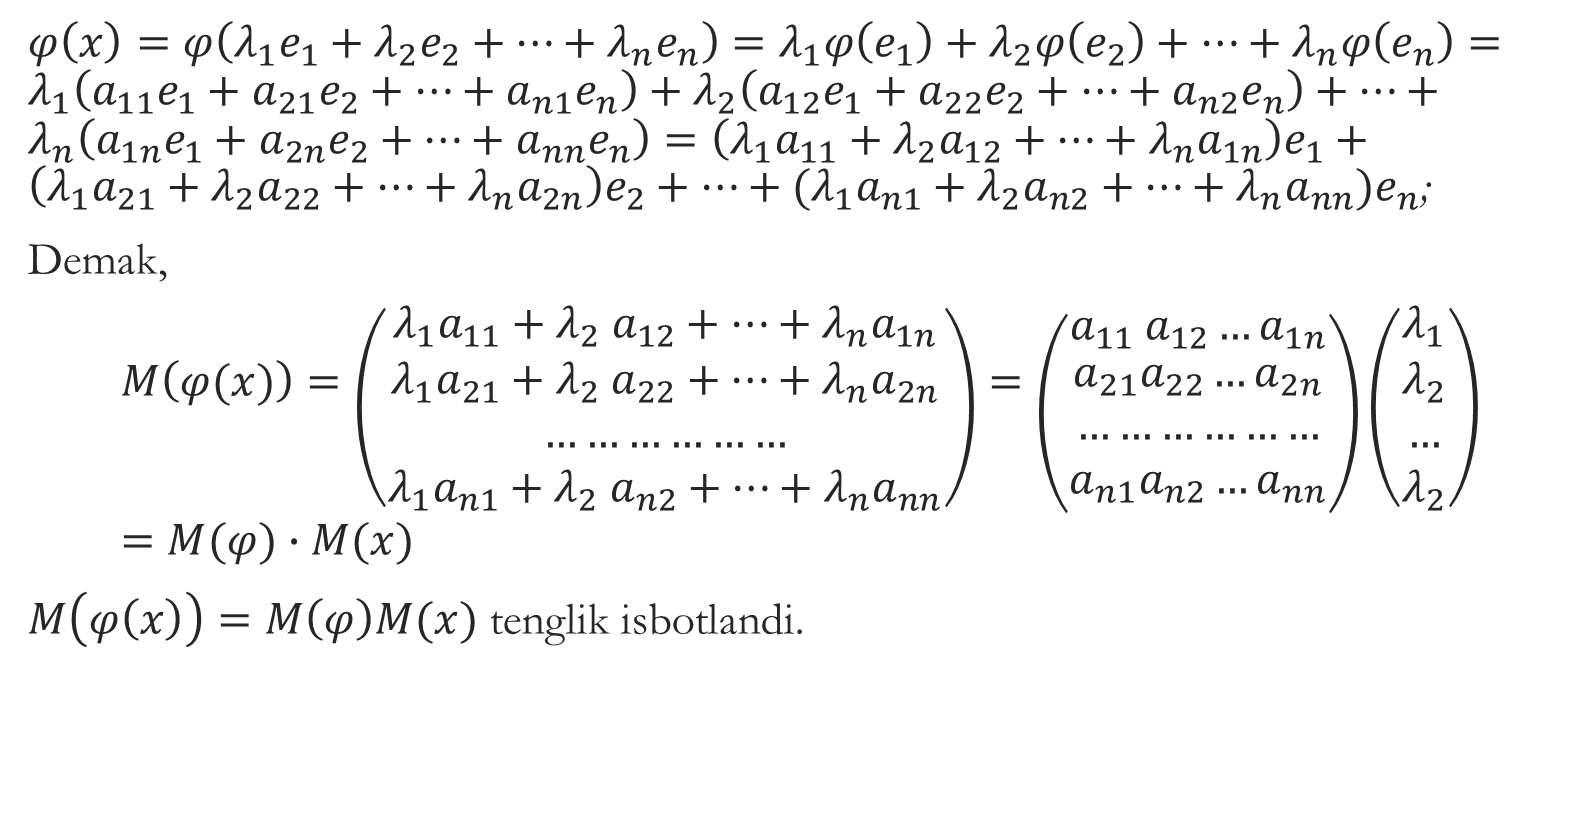 φ(x) = φ(λ₁e₁ + λ₂e₂ + ⋯ + λₙeₙ) = λ₁φ(e₁) + λ₂φ(e₂) + ⋯ + λₙφ(eₙ) =
λ₁(a₁₁e₁ + a₂₁e₂ + ⋯ + aₙ₁eₙ) + λ₂(a₁₂e₁ + a₂₂e₂ + ⋯ + aₙ₂eₙ) + ⋯ +
λₙ(a₁ₙe₁ + a₂ₙe₂ + ⋯ + aₙₙeₙ) = (λ₁a₁₁ + λ₂a₁₂ + ⋯ + λₙa₁ₙ)e₁ +
(λ₁a₂₁ + λ₂a₂₂ + ⋯ + λₙa₂ₙ)e₂ + ⋯ + (λ₁aₙ₁ + λ₂aₙ₂ + ⋯ + λₙaₙₙ)eₙ;
Demak,
M(φ(x)) = (λ₁a₁₁ + λ₂ a₁₂ + ⋯ + λₙa₁ₙ
λ₁a₂₁ + λ₂ a₂₂ + ⋯ + λₙa₂ₙ
… … … … … …
λ₁aₙ₁ + λ₂ aₙ₂ + ⋯ + λₙaₙₙ) = (a₁₁ a₁₂ … a₁ₙ
a₂₁a₂₂ … a₂ₙ
… … … … … …
aₙ₁aₙ₂ … aₙₙ) (λ₁
λ₂
…
λ₂)
= M(φ) · M(x)
M(φ(x)) = M(φ)M(x) tenglik isbotlandi.